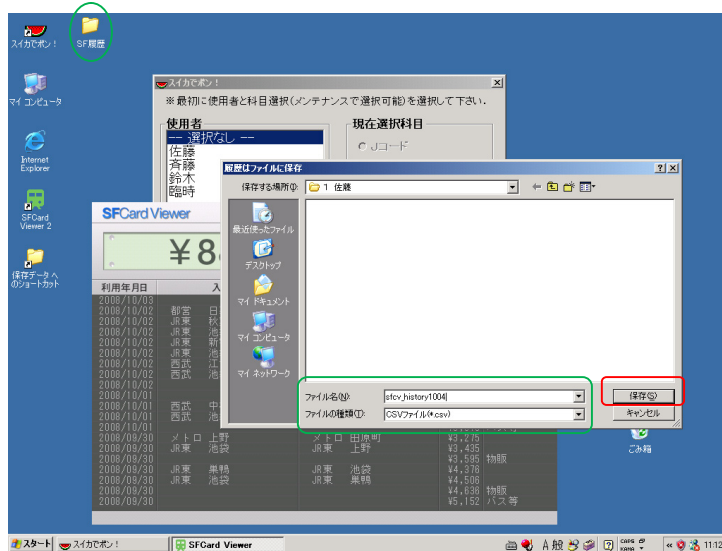 スイカでポン！
SF履歴
マイ コンピュータ
Internet
Explorer
SFCard
Viewer 2
保存データへ
のショートカット
スイカでポン！
※最初に使用者と科目選択(メンテナンスで選択可能)を選択して下さい.
使用者
-- 選択なし --
佐藤
斉藤
鈴木
臨時
現在選択科目
Jコード
履歴はファイルに保存
保存する場所(I):
1 佐藤
最近使ったファイル
デスクトップ
マイ ドキュメント
マイ コンピュータ
マイ ネットワーク
ファイル名(N):
sfcv_history1004
保存(S)
ファイルの種類(T):
CSVファイル(*.csv)
キャンセル
SFCard Viewer
¥8
利用年月日 入
2008/10/03
2008/10/02 都営 日
2008/10/02 JR東 秋
2008/10/02 JR東 池
2008/10/02 JR東 新
2008/10/02 JR東 池
2008/10/02 西武 江
2008/10/02 西武 池
2008/10/02
2008/10/01
2008/10/01 西武 中
2008/10/01 西武 池
2008/10/01
2008/09/30 メトロ 上野 メトロ 田原町 ¥3,275
2008/09/30 JR東 池袋 JR東 上野 ¥3,435
2008/09/30 ¥3,595 物販
2008/09/30 JR東 巣鴨 JR東 池袋 ¥4,376
2008/09/30 JR東 池袋 JR東 巣鴨 ¥4,506
2008/09/30 ¥4,636 物販
2008/09/30 ¥5,152 バス等
ごみ箱
スタート
スイカでポン！
SFCard Viewer
A 般
CAPS
KANA
11:12